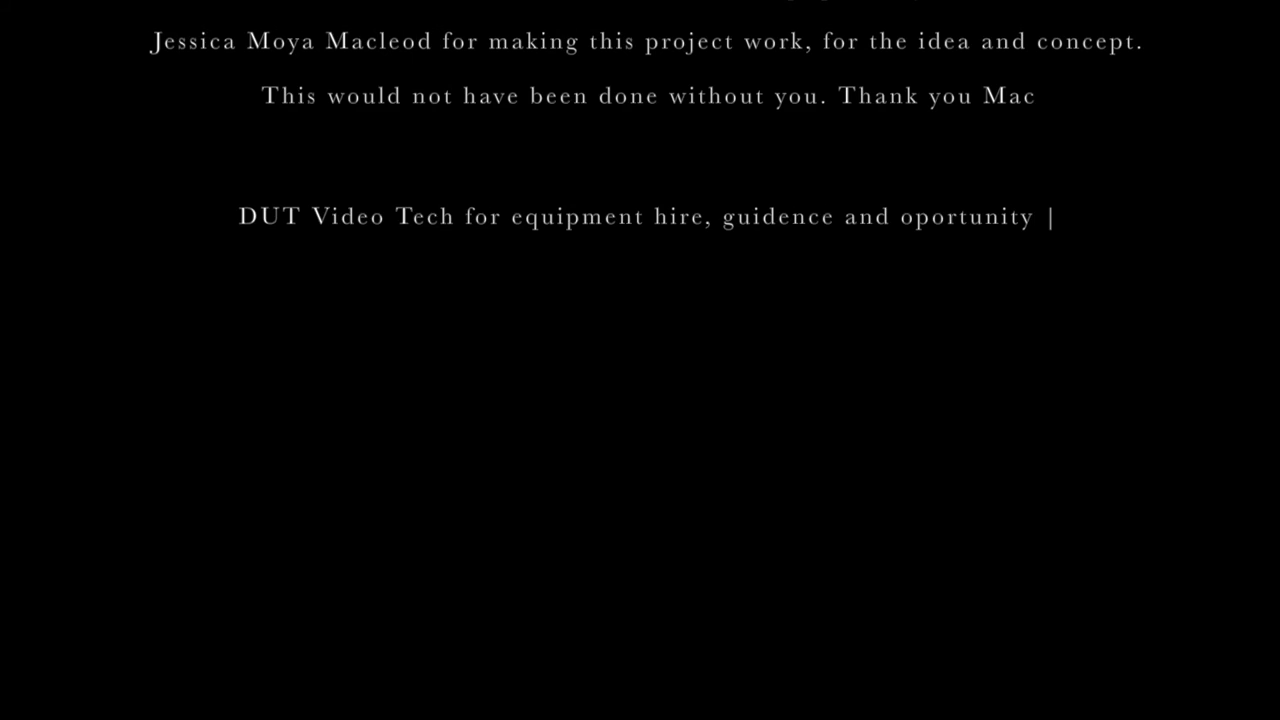 Jessica Moya Macleod for making this project work, for the idea and concept.
This would not have been done without you. Thank you Mac
DUT Video Tech for equipment hire, guidence and oportunity |